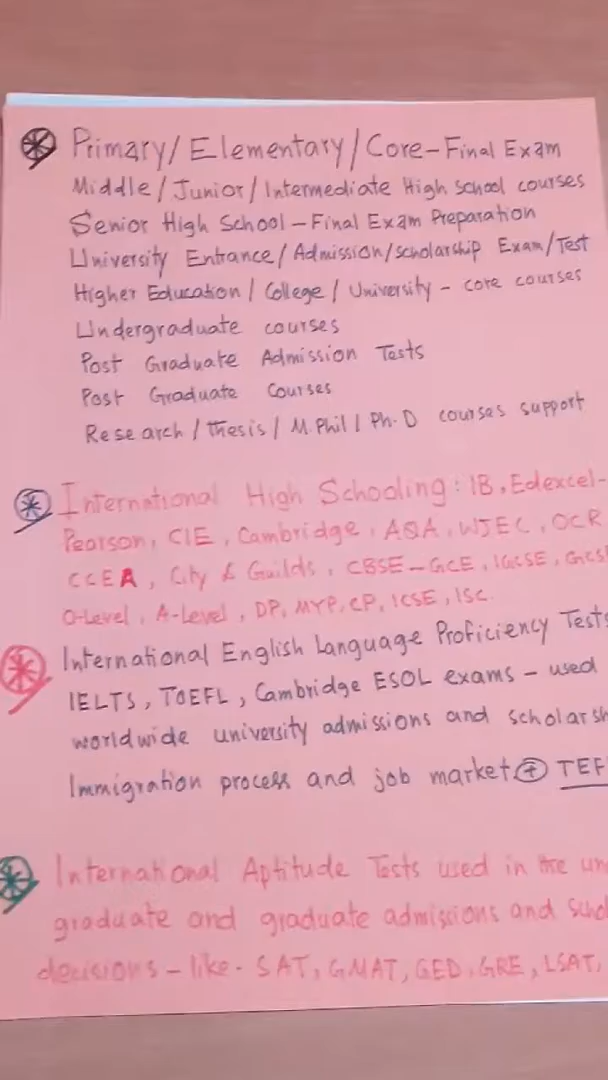 Primary/Elementary/Core-Final Exam
Middle/Junior/Intermediate High School courses
Senior High School - Final Exam Preparation
University Entrance/Admission/scholarship Exam/Test
Higher Education/College/University - core courses
Undergraduate courses
Post Graduate Admission Tests
Post Graduate Courses
Research/thesis/M.Phil/Ph.D courses support
International High Schooling: IB, Edexcel-
Pearson, CIE, Cambridge, AQA, WJEC, OCR
CCEA, City & Guilds, CBSE-GCE, IGCSE,
O-Level, A-Level, DP, MYP, CP, ICSE, ISC.
International English Language Proficiency Tests
IELTS, TOEFL, Cambridge ESOL exams - used
worldwide university admissions and
Immigration process and job market + TEF
International Aptitude Tests used in the
graduate and graduate admissions and
decisions - like - SAT, GMAT, GED, GRE, LSAT,